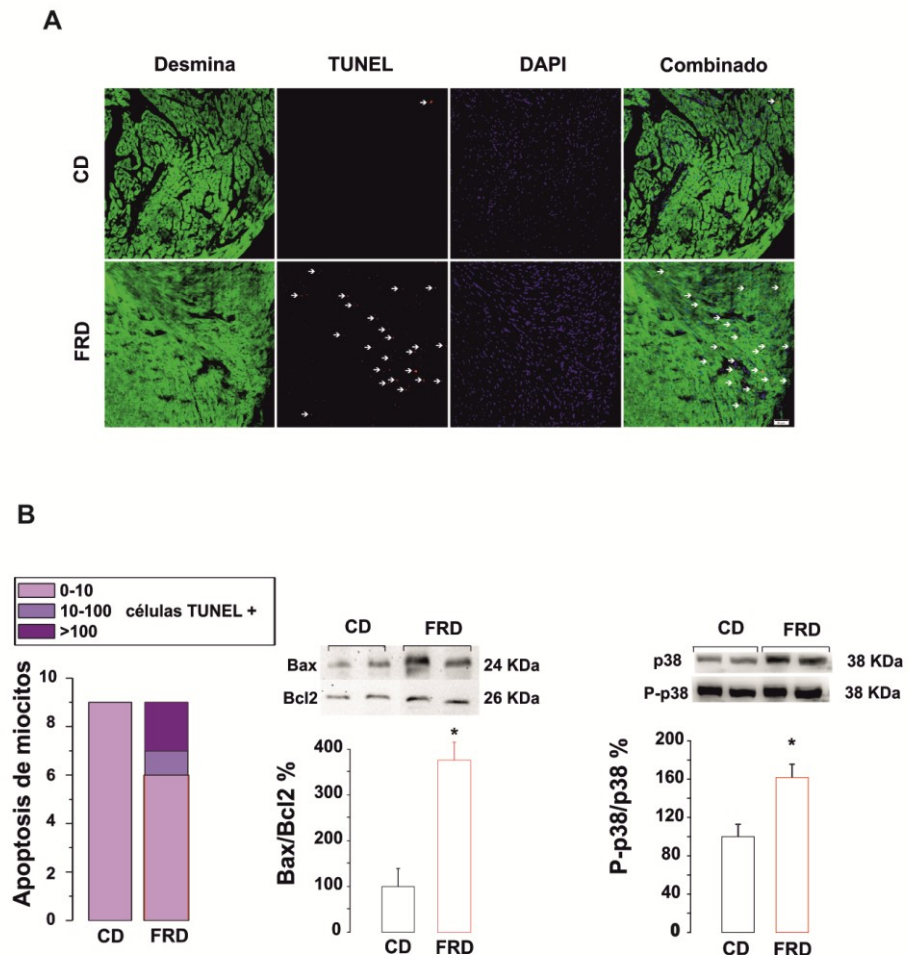 A
Desmina TUNEL DAPI Combinado
CD
FRD
B
0-10
10-100 células TUNEL +
>100
Apoptosis de miocitos
10
8
6
4
2
0
CD FRD
CD FRD
Bax 24 KDa
Bcl2 26 KDa
Bax/Bcl2 %
400
300
200
100
0
*
CD FRD
CD FRD
p38 38 KDa
P-p38 38 KDa
P-p38/p38 %
200
160
120
80
40
0
*
CD FRD